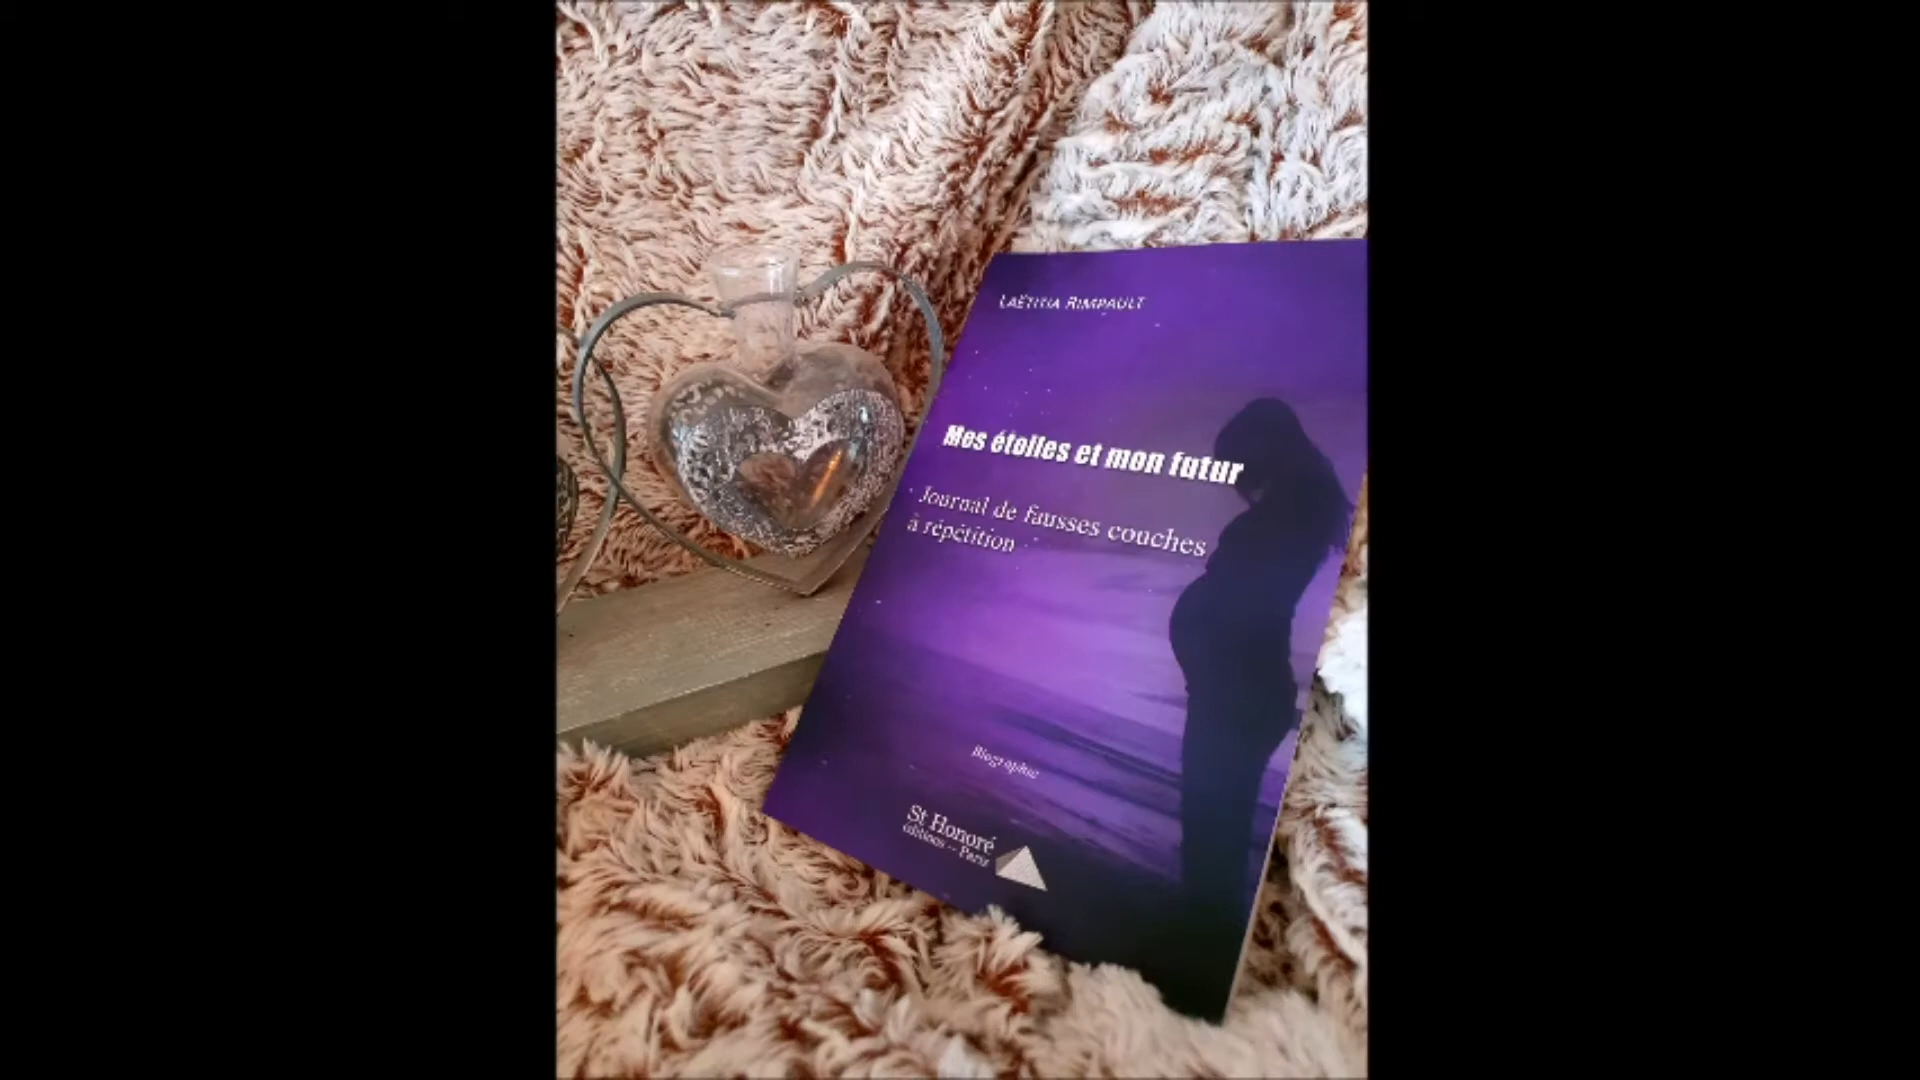 LAËTITIA RIMPAULT
Mes étoiles et mon futur
Journal de fausses couches
à répétition
Biographie
St Honoré
éditions – Paris